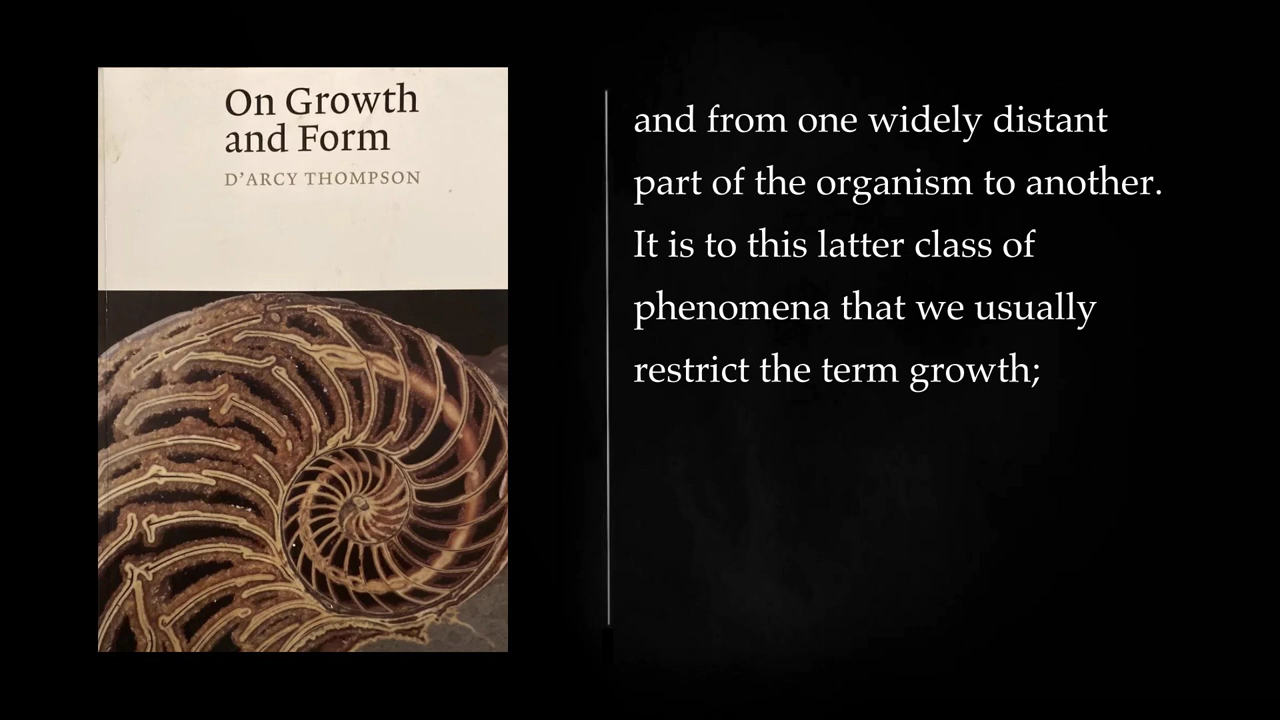 On Growth
and Form
D'ARCY THOMPSON
and from one widely distant
part of the organism to another.
It is to this latter class of
phenomena that we usually
restrict the term growth;